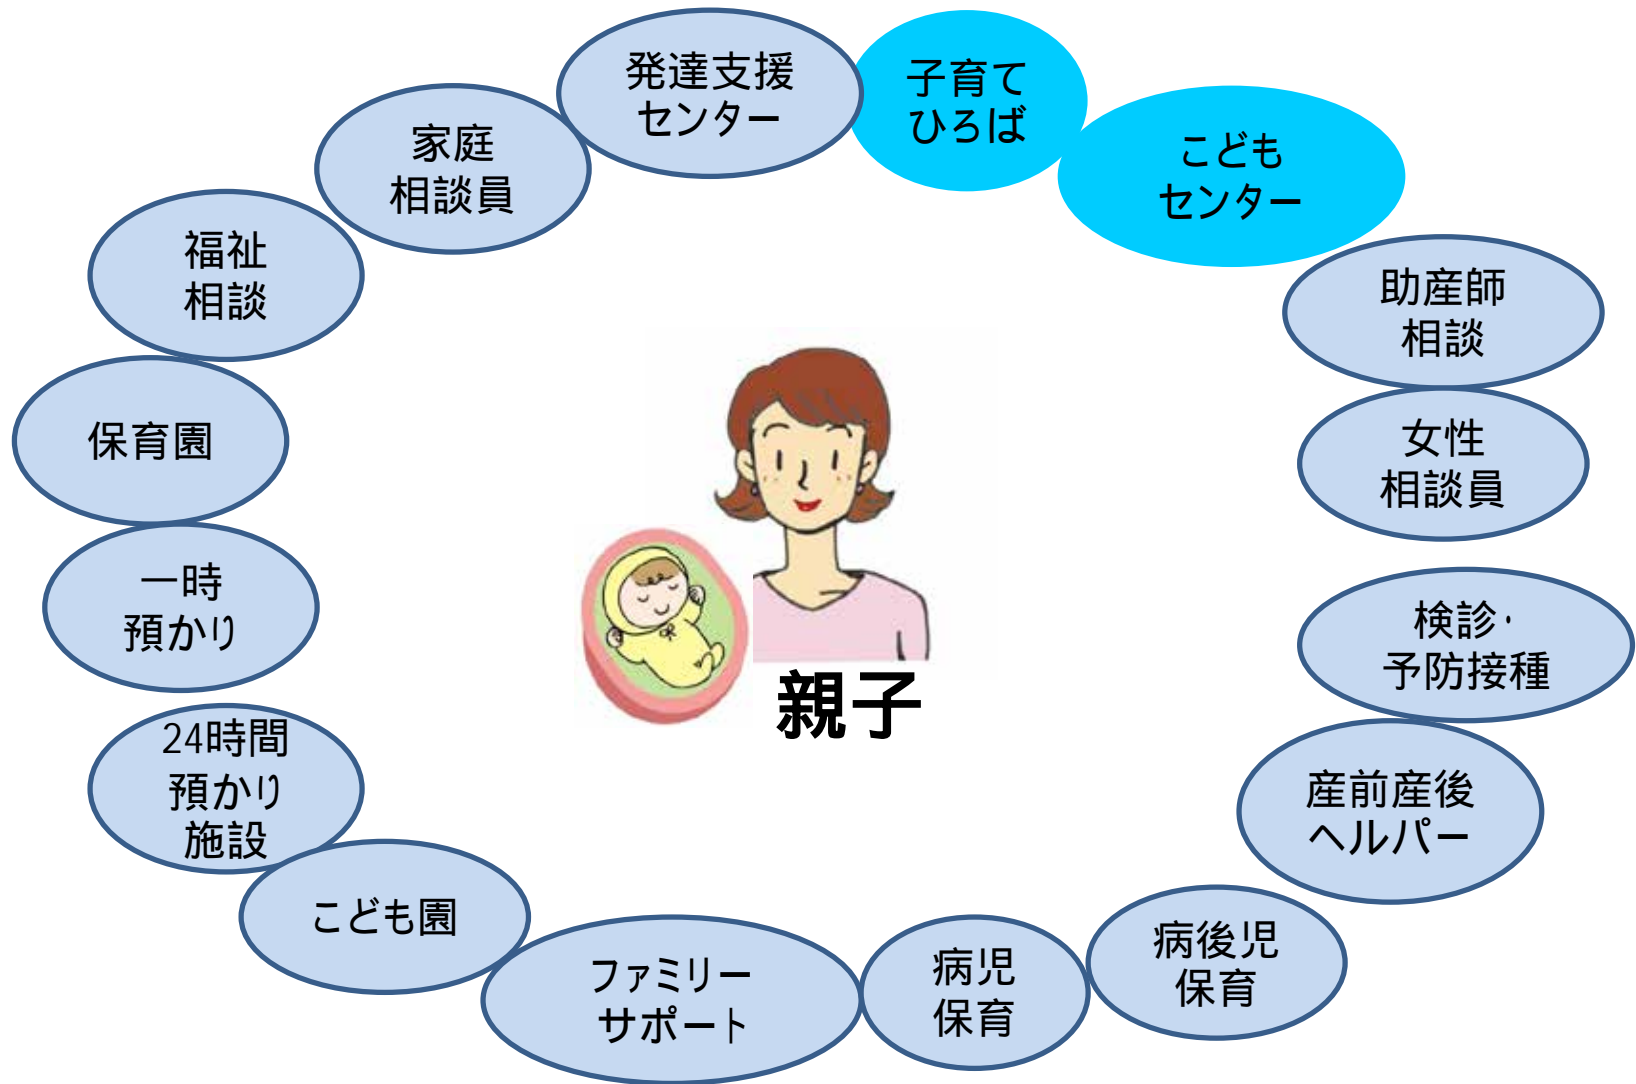 発達支援
センター
子育て
ひろば
こども
センター
助産師
相談
女性
相談員
検診・
予防接種
産前産後
ヘルパー
病後児
保育
病児
保育
ファミリー
サポート
こども園
24時間
預かり
施設
一時
預かり
保育園
福祉
相談
家庭
相談員
親子